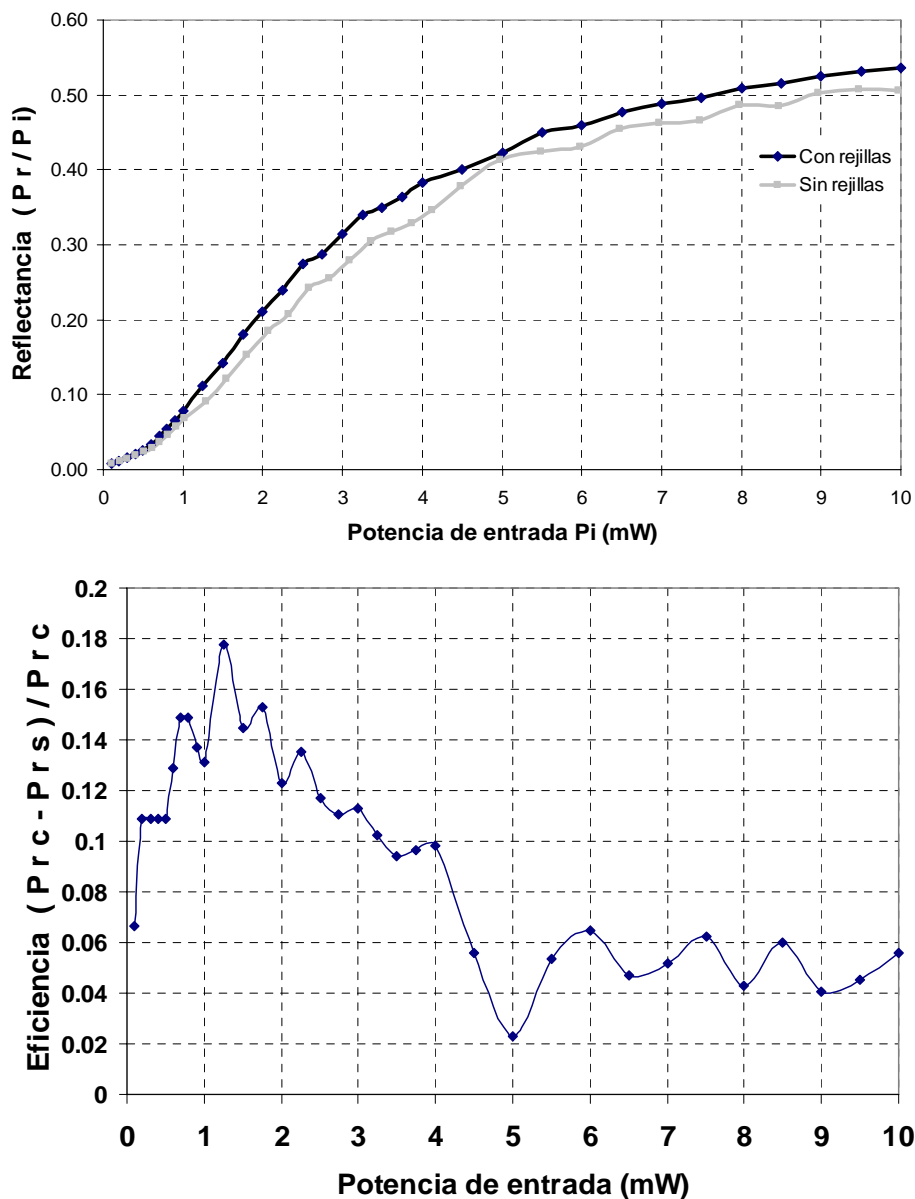 0.60
0.50
0.40
0.30
0.20
0.10
0.00
Reflectancia ( P r / P i)
Con rejillas
Sin rejillas
0 1 2 3 4 5 6 7 8 9 10
Potencia de entrada Pi (mW)
0.2
0.18
0.16
0.14
0.12
0.1
0.08
0.06
0.04
0.02
0
Eficiencia ( P r c - P r s ) / P r c
0 1 2 3 4 5 6 7 8 9 10
Potencia de entrada (mW)